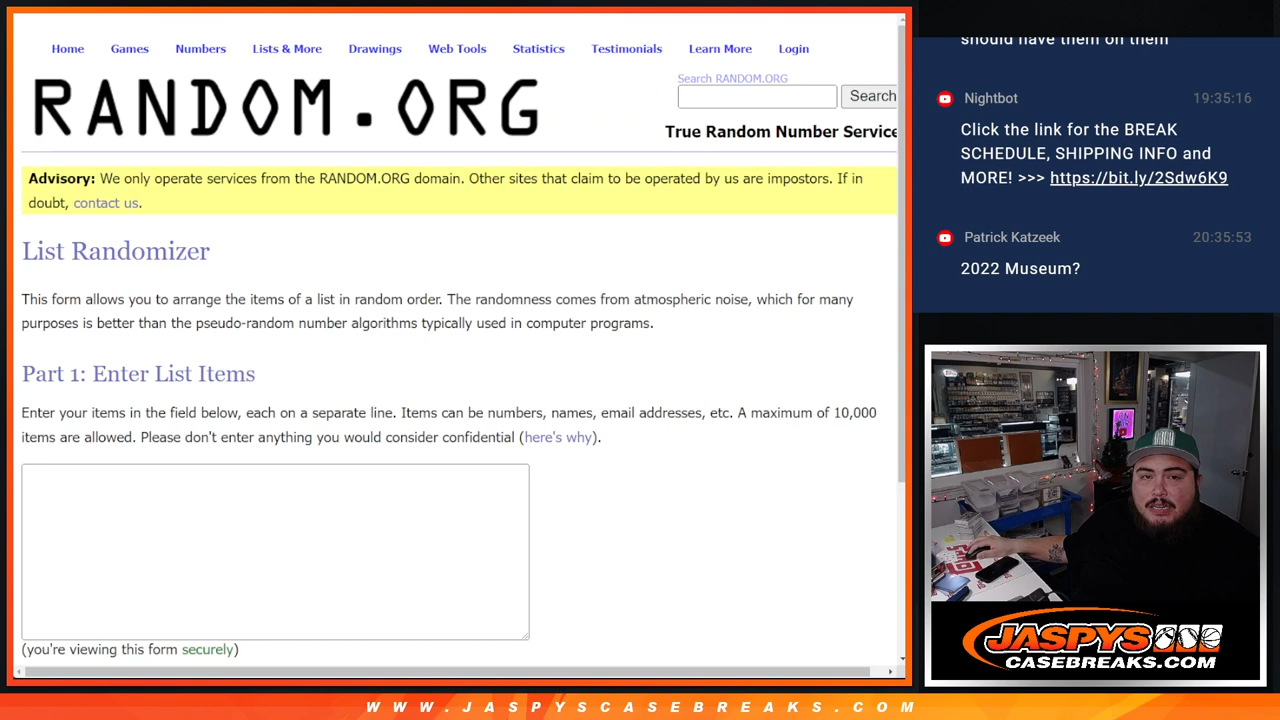 Home Games Numbers Lists & More Drawings Web Tools Statistics Testimonials Learn More Login
RANDOM.ORG
Search RANDOM.ORG
Search
True Random Number Service
Advisory: We only operate services from the RANDOM.ORG domain. Other sites that claim to be operated by us are impostors. If in
doubt, contact us.
List Randomizer
This form allows you to arrange the items of a list in random order. The randomness comes from atmospheric noise, which for many
purposes is better than the pseudo-random number algorithms typically used in computer programs.
Part 1: Enter List Items
Enter your items in the field below, each on a separate line. Items can be numbers, names, email addresses, etc. A maximum of 10,000
items are allowed. Please don't enter anything you would consider confidential (here's why).
(you're viewing this form securely)
should have them on them
Nightbot 19:35:16
Click the link for the BREAK
SCHEDULE, SHIPPING INFO and
MORE! >>> https://bit.ly/2Sdw6K9
Patrick Katzeek 20:35:53
2022 Museum?
JASPYS
CASEBREAKS.COM
WWW.JASPYSCASEBREAKS.COM